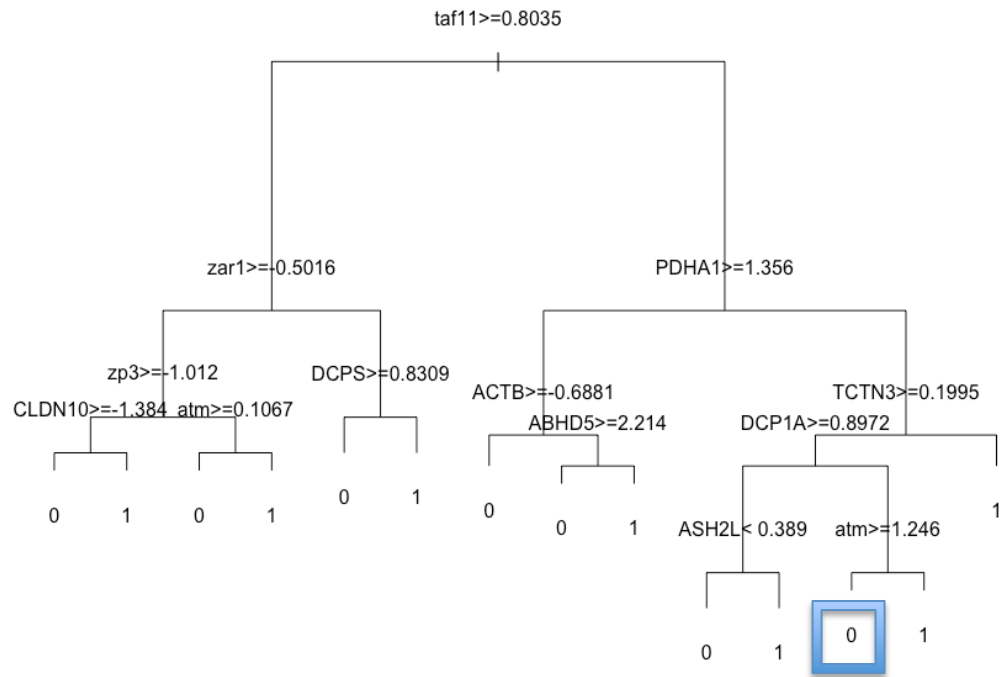 taf11>=0.8035
zar1>=-0.5016
PDHA1>=1.356
zp3>=-1.012
DCPS>=0.8309
ACTB>=-0.6881
TCTN3>=0.1995
CLDN10>=-1.384
atm>=0.1067
ABHD5>=2.214
DCP1A>=0.8972
0
1
0
1
0
1
0
0
1
1
ASH2L< 0.389
atm>=1.246
0
1
0
1